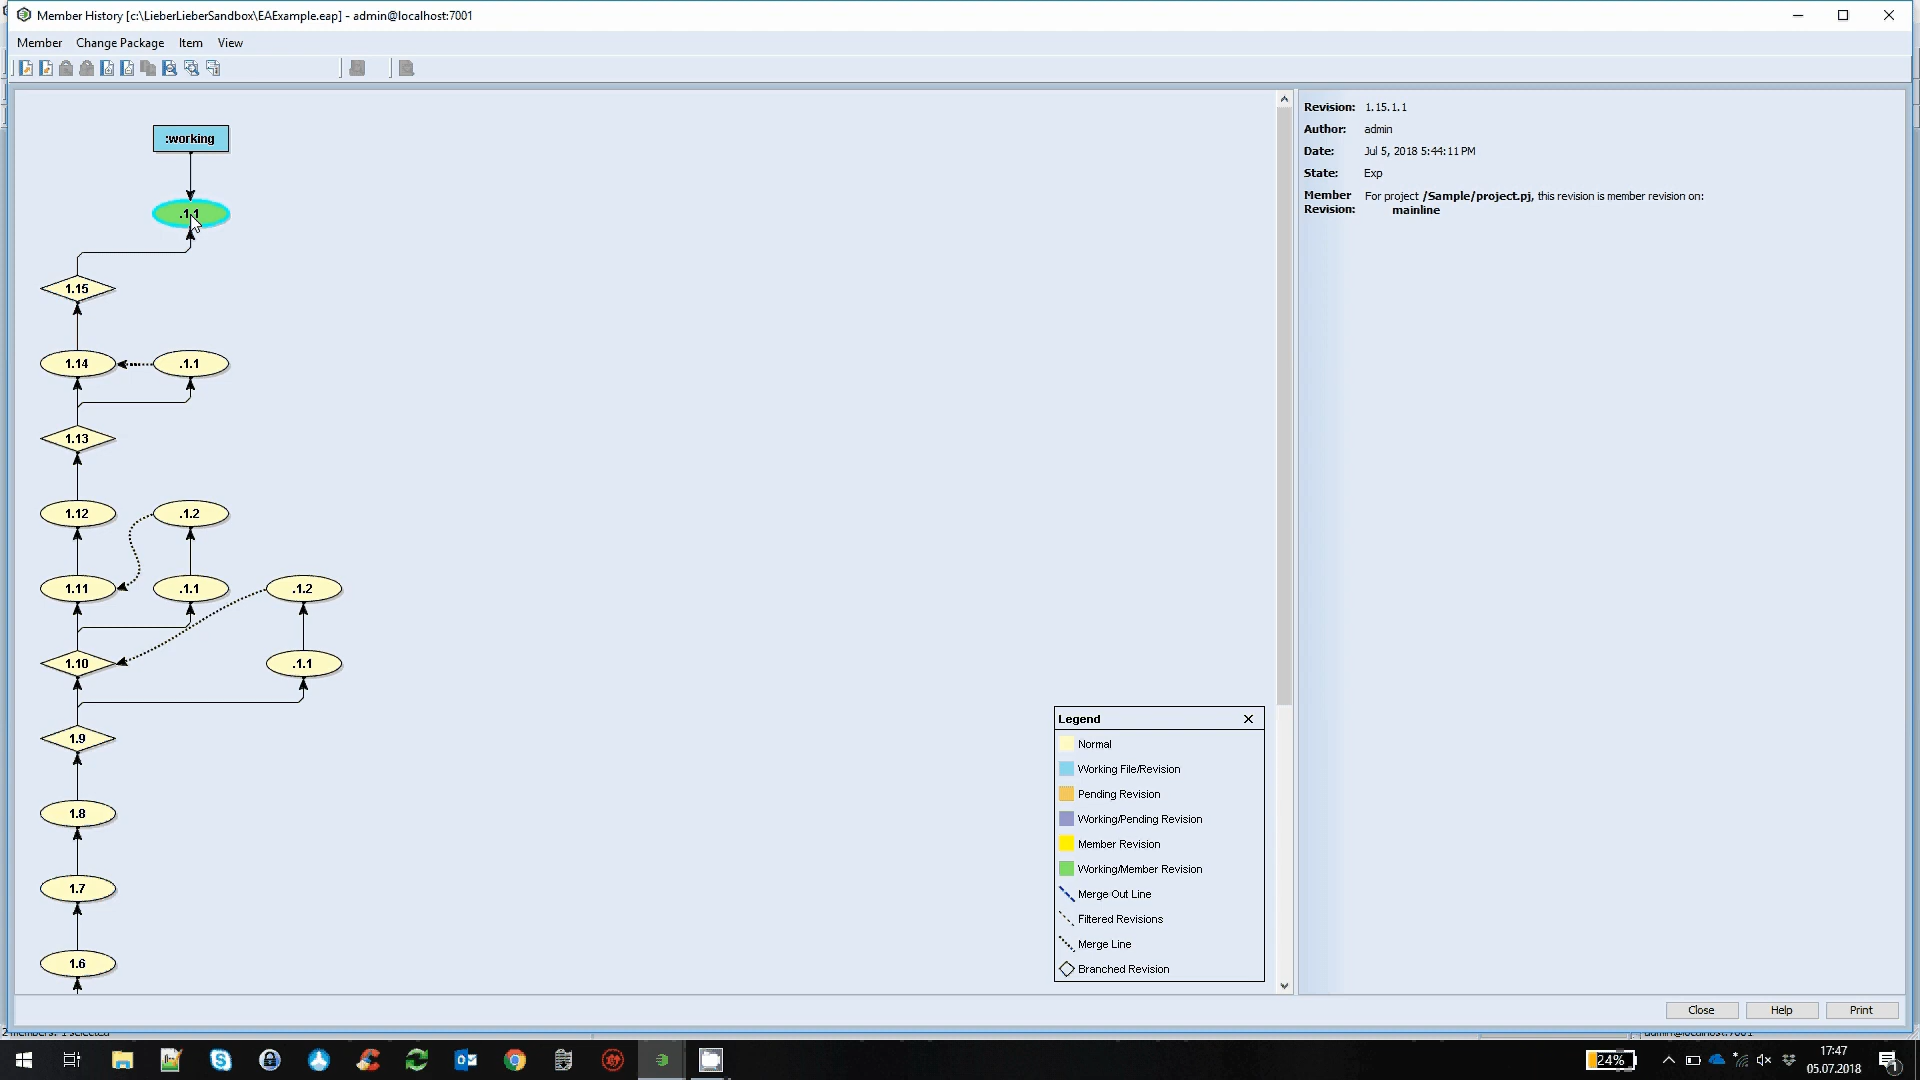 Member History [c:\LieberLieberSandbox\EAExample.eap] - admin@localhost:7001
Member Change Package Item View
:working
.1.1
1.15
1.14 .1.1
1.13
1.12 .1.2
1.11 .1.1 .1.2
1.10 .1.1
1.9
1.8
1.7
1.6
Revision: 1.15.1.1
Author: admin
Date: Jul 5, 2018 5:44:11 PM
State: Exp
Member Revision: For project /Sample/project.pj, this revision is member revision on:
mainline
Legend
Normal
Working File/Revision
Pending Revision
Working/Pending Revision
Member Revision
Working/Member Revision
Merge Out Line
Filtered Revisions
Merge Line
Branched Revision
Close Help Print
24%
17:47
05.07.2018
1